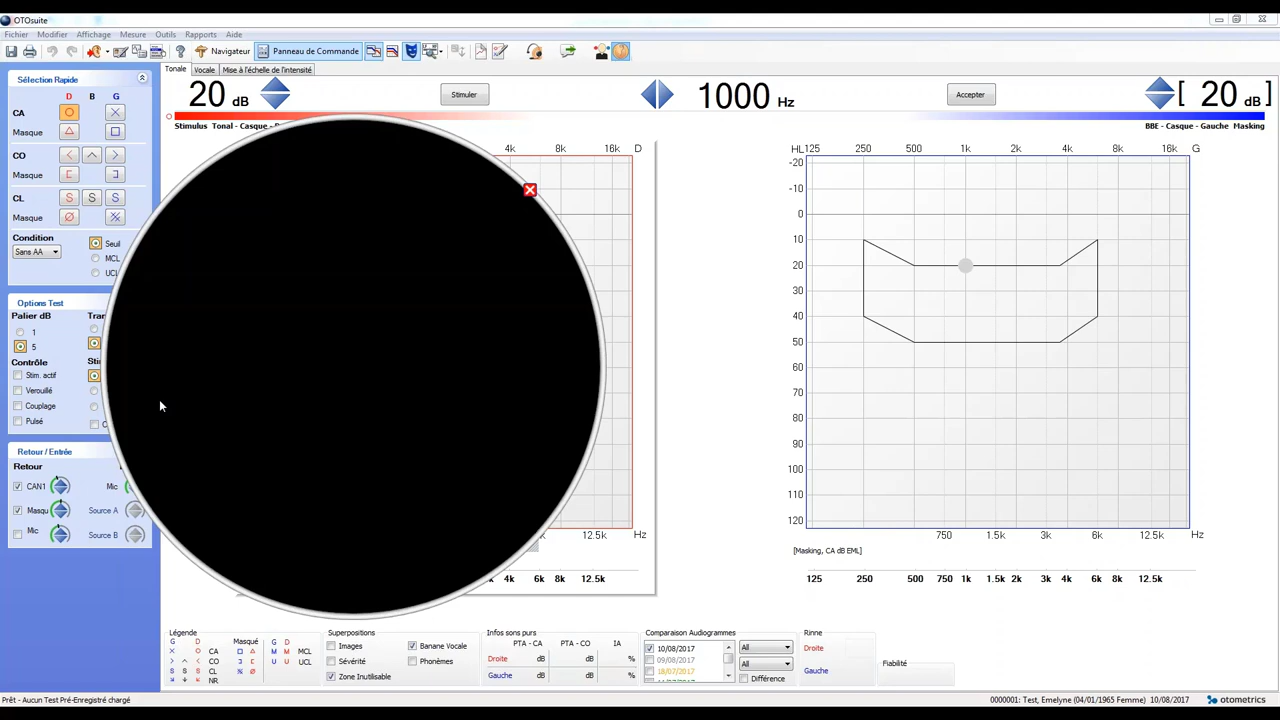 OTOsuite
Fichier Modifier Affichage Mesure Outils Rapports Aide
Navigateur Panneau de Commande
Sélection Rapide
Tonale Vocale Mise à l'échelle de l'intensité
D B G
CA
Masque
CO
Masque
CL
Masque
Condition
Sans AA
Seuil
MCL
UCL
20 dB
Stimuler
1000 Hz
Accepter
[ 20 dB ]
Stimulus Tonal - Casque -
BBE - Casque - Gauche Masking
Options Test
Palier dB
1
5
Contrôle
Stim. actif
Verouillé
Couplage
Pulsé
Retour / Entrée
Retour
CAN1 Mic
Masqu Source A
Mic Source B
4k 8k 16k D
12.5k Hz
4k 6k 8k 12.5k
HL 125 250 500 1k 2k 4k 8k 16k G
-20
-10
0
10
20
30
40
50
60
70
80
90
100
110
120
750 1.5k 3k 6k 12.5k Hz
[Masking, CA dB EML]
125 250 500 750 1k 1.5k 2k 3k 4k 6k 8k 12.5k
Légende
G D Masqué G D
CA M M MCL
CO U U UCL
S S CL
NR
Superpositions
Images
Sévérité
Zone Inutilisable
Banane Vocale
Phonèmes
Infos sons purs
PTA - CA PTA - CO IA
Droite dB dB %
Gauche dB dB %
Comparaison Audiogrammes
10/08/2017
09/08/2017
18/07/2017
All
All
Différence
Rinne
Droite
Gauche
Fiabilité
Prêt - Aucun Test Pré-Enregistré chargé
0000001: Test, Emelyne (04/01/1965 Femme) 10/08/2017
otometrics